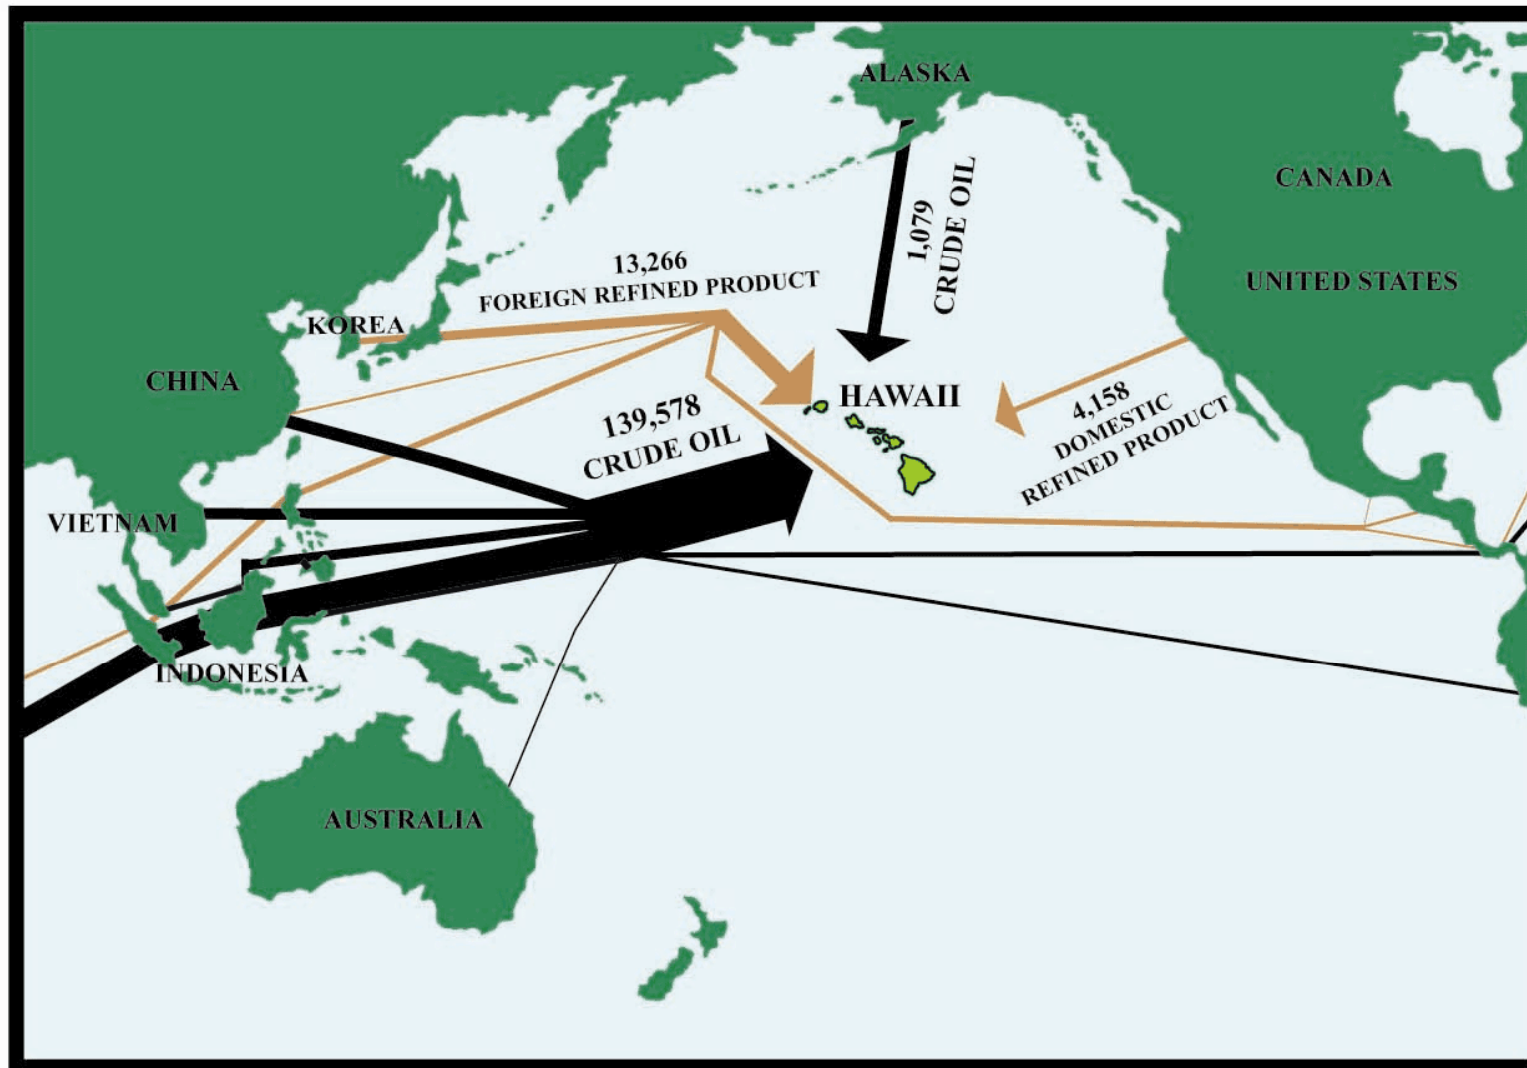 ALASKA
CANADA
1,079
CRUDE OIL
13,266
FOREIGN REFINED PRODUCT
UNITED STATES
KOREA
CHINA
HAWAII
139,578
CRUDE OIL
4,158
DOMESTIC
REFINED PRODUCT
VIETNAM
INDONESIA
AUSTRALIA